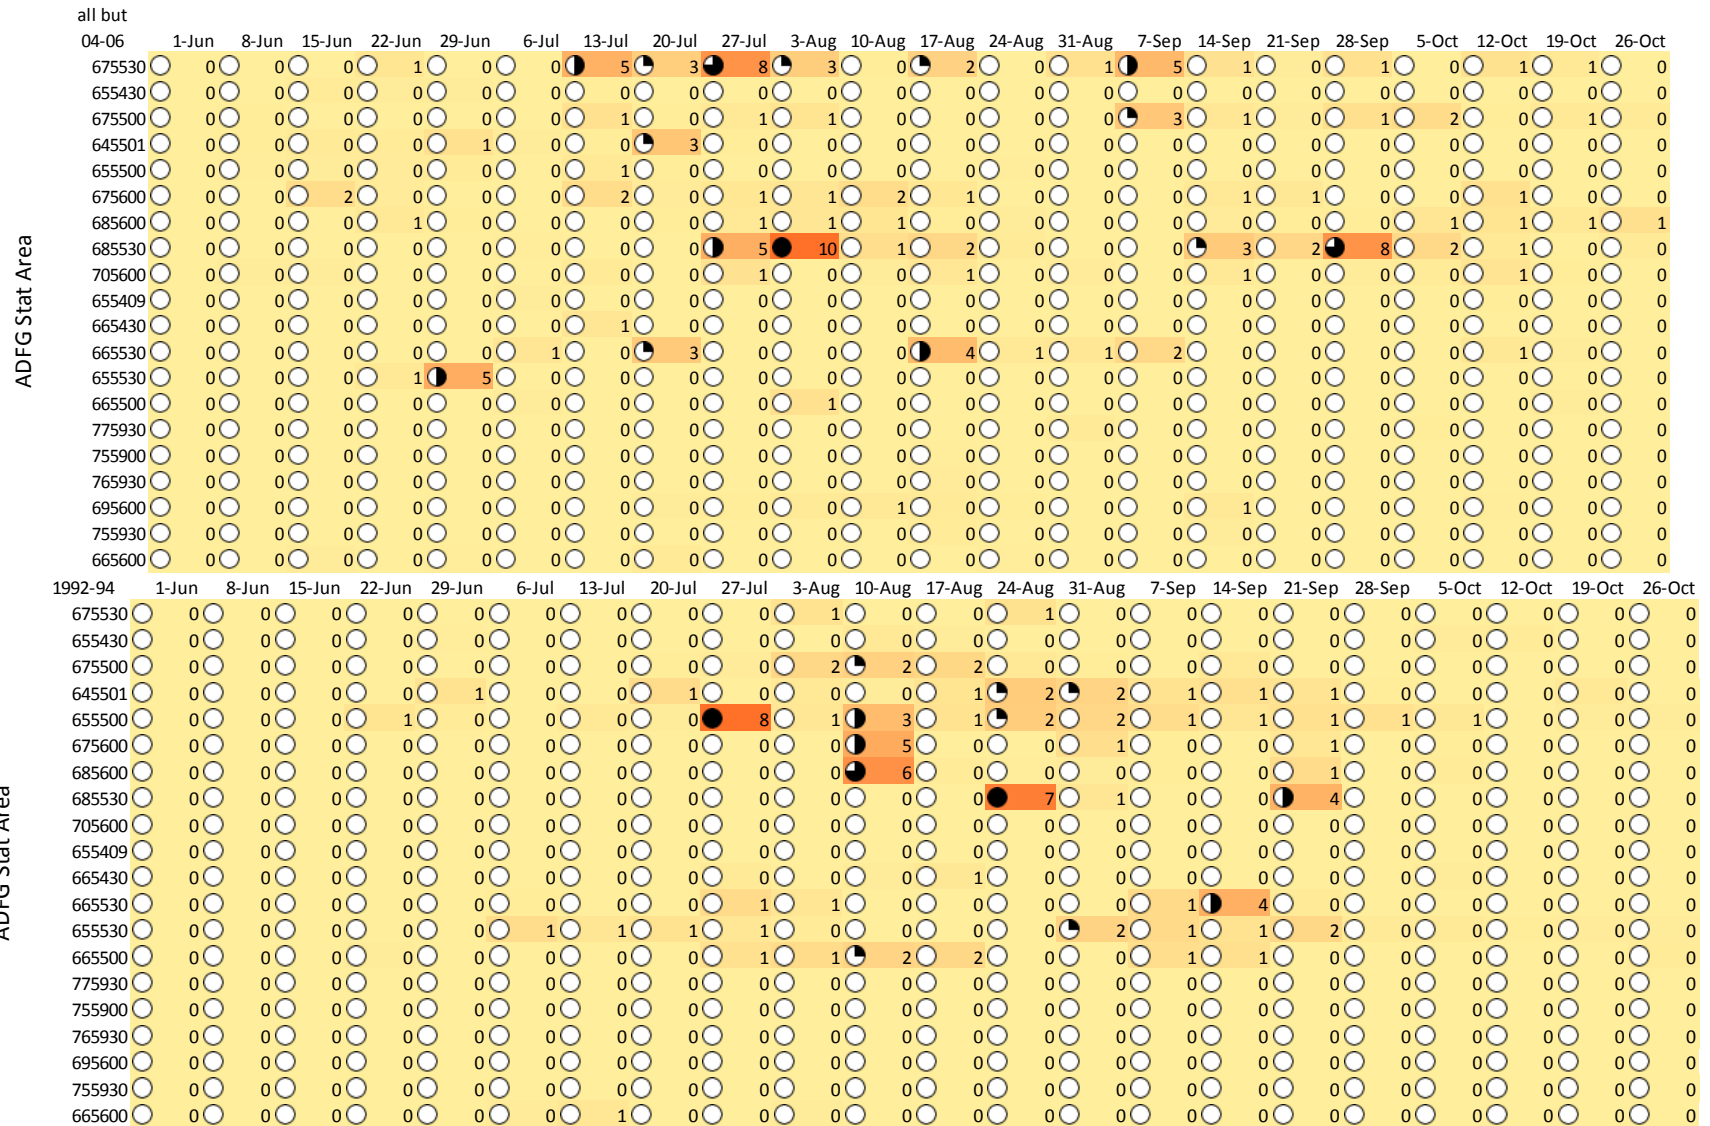 all but
04-06 1-Jun 8-Jun 15-Jun 22-Jun 29-Jun 6-Jul 13-Jul 20-Jul 27-Jul 3-Aug 10-Aug 17-Aug 24-Aug 31-Aug 7-Sep 14-Sep 21-Sep 28-Sep 5-Oct 12-Oct 19-Oct 26-Oct
ADFG Stat Area
675530 0 0 0 1 0 0 5 3 8 3 0 2 0 1 5 1 0 1 0 1 1 0
655430 0 0 0 0 0 0 0 0 0 0 0 0 0 0 0 0 0 0 0 0 0 0
675500 0 0 0 0 0 0 1 0 1 1 0 0 0 0 3 1 0 1 2 0 1 0
645501 0 0 0 0 1 0 0 3 0 0 0 0 0 0 0 0 0 0 0 0 0 0
655500 0 0 0 0 0 0 1 0 0 0 0 0 0 0 0 0 0 0 0 0 0 0
675600 0 0 2 0 0 0 2 0 1 1 2 1 0 0 0 1 1 0 0 1 0 0
685600 0 0 0 1 0 0 0 0 1 1 1 0 0 0 0 0 0 0 1 1 1 1
685530 0 0 0 0 0 0 0 0 5 10 1 2 0 0 0 3 2 8 2 1 0 0
705600 0 0 0 0 0 0 0 0 1 0 0 1 0 0 0 1 0 0 0 1 0 0
655409 0 0 0 0 0 0 0 0 0 0 0 0 0 0 0 0 0 0 0 0 0 0
665430 0 0 0 0 0 0 1 0 0 0 0 0 0 0 0 0 0 0 0 0 0 0
665530 0 0 0 0 0 1 0 3 0 0 0 4 1 1 2 0 0 0 0 1 0 0
655530 0 0 0 1 5 0 0 0 0 0 0 0 0 0 0 0 0 0 0 0 0 0
665500 0 0 0 0 0 0 0 0 0 1 0 0 0 0 0 0 0 0 0 0 0 0
775930 0 0 0 0 0 0 0 0 0 0 0 0 0 0 0 0 0 0 0 0 0 0
755900 0 0 0 0 0 0 0 0 0 0 0 0 0 0 0 0 0 0 0 0 0 0
765930 0 0 0 0 0 0 0 0 0 0 0 0 0 0 0 0 0 0 0 0 0 0
695600 0 0 0 0 0 0 0 0 0 0 1 0 0 0 0 1 0 0 0 0 0 0
755930 0 0 0 0 0 0 0 0 0 0 0 0 0 0 0 0 0 0 0 0 0 0
665600 0 0 0 0 0 0 0 0 0 0 0 0 0 0 0 0 0 0 0 0 0 0
1992-94 1-Jun 8-Jun 15-Jun 22-Jun 29-Jun 6-Jul 13-Jul 20-Jul 27-Jul 3-Aug 10-Aug 17-Aug 24-Aug 31-Aug 7-Sep 14-Sep 21-Sep 28-Sep 5-Oct 12-Oct 19-Oct 26-Oct
ADFG Stat Area
675530 0 0 0 0 0 0 0 0 0 1 0 0 1 0 0 0 0 0 0 0 0 0
655430 0 0 0 0 0 0 0 0 0 0 0 0 0 0 0 0 0 0 0 0 0 0
675500 0 0 0 0 0 0 0 0 0 2 2 2 0 0 0 0 0 0 0 0 0 0
645501 0 0 0 0 1 0 0 1 0 0 0 1 2 2 1 1 1 0 0 0 0 0
655500 0 0 0 1 0 0 0 0 8 1 3 1 2 2 1 1 1 1 1 0 0 0
675600 0 0 0 0 0 0 0 0 0 0 5 0 0 1 0 0 1 0 0 0 0 0
685600 0 0 0 0 0 0 0 0 0 0 6 0 0 0 0 0 1 0 0 0 0 0
685530 0 0 0 0 0 0 0 0 0 0 0 0 7 1 0 0 4 0 0 0 0 0
705600 0 0 0 0 0 0 0 0 0 0 0 0 0 0 0 0 0 0 0 0 0 0
655409 0 0 0 0 0 0 0 0 0 0 0 0 0 0 0 0 0 0 0 0 0 0
665430 0 0 0 0 0 0 0 0 0 0 0 1 0 0 0 0 0 0 0 0 0 0
665530 0 0 0 0 0 0 0 0 1 1 0 0 0 0 1 4 0 0 0 0 0 0
655530 0 0 0 0 0 1 1 1 1 0 0 0 0 2 1 1 2 0 0 0 0 0
665500 0 0 0 0 0 0 0 0 1 1 2 2 0 0 1 1 0 0 0 0 0 0
775930 0 0 0 0 0 0 0 0 0 0 0 0 0 0 0 0 0 0 0 0 0 0
755900 0 0 0 0 0 0 0 0 0 0 0 0 0 0 0 0 0 0 0 0 0 0
765930 0 0 0 0 0 0 0 0 0 0 0 0 0 0 0 0 0 0 0 0 0 0
695600 0 0 0 0 0 0 0 0 0 0 0 0 0 0 0 0 0 0 0 0 0 0
755930 0 0 0 0 0 0 0 0 0 0 0 0 0 0 0 0 0 0 0 0 0 0
665600 0 0 0 0 0 0 1 0 0 0 0 0 0 0 0 0 0 0 0 0 0 0